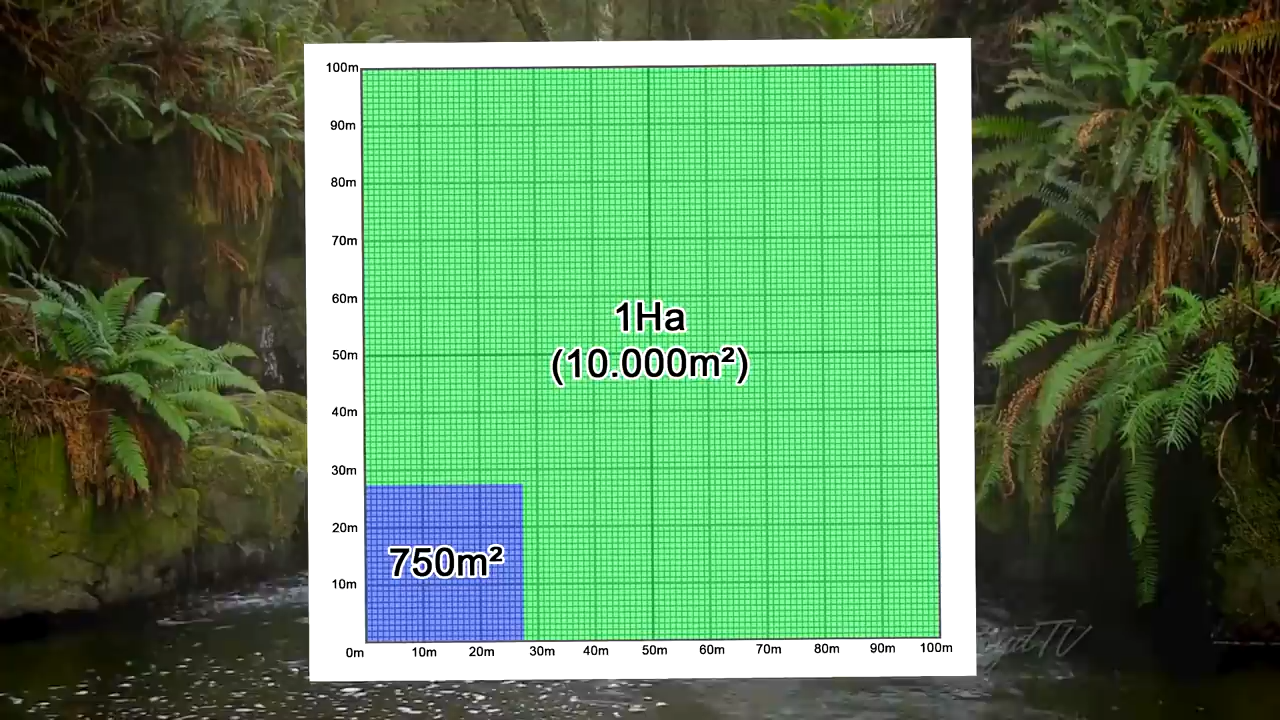 100m
90m
80m
70m
60m
50m
40m
30m
20m
10m
1Ha
(10.000m²)
750m²
0m 10m 20m 30m 40m 50m 60m 70m 80m 90m 100m